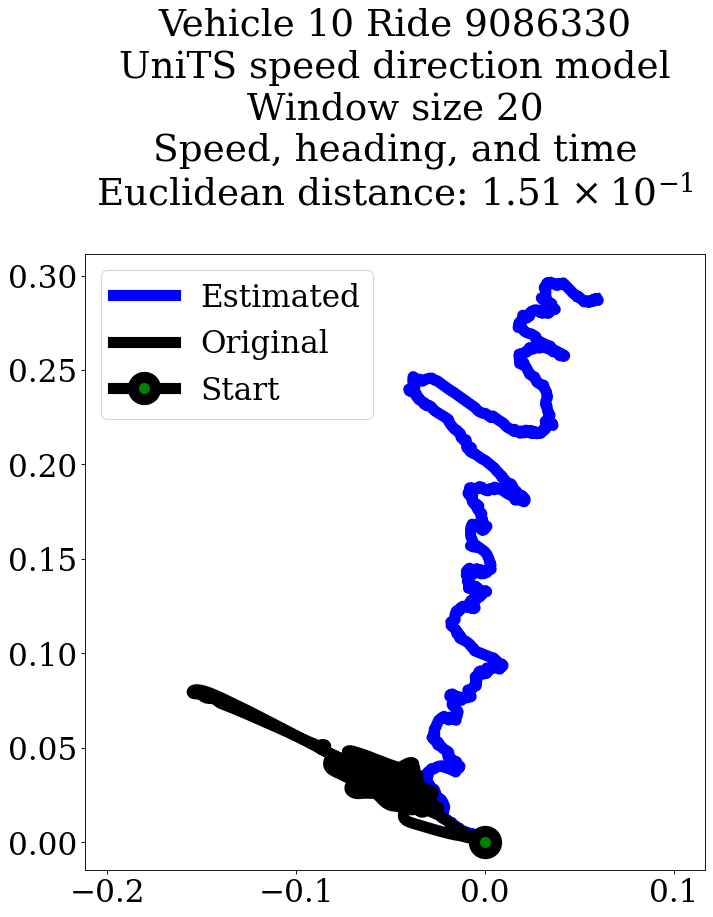 Vehicle 10 Ride 9086330
UniTS speed direction model
Window size 20
Speed, heading, and time
Euclidean distance: 1.51 × 10⁻¹
Estimated
Original
Start
0.30
0.25
0.20
0.15
0.10
0.05
0.00
−0.2
−0.1
0.0
0.1